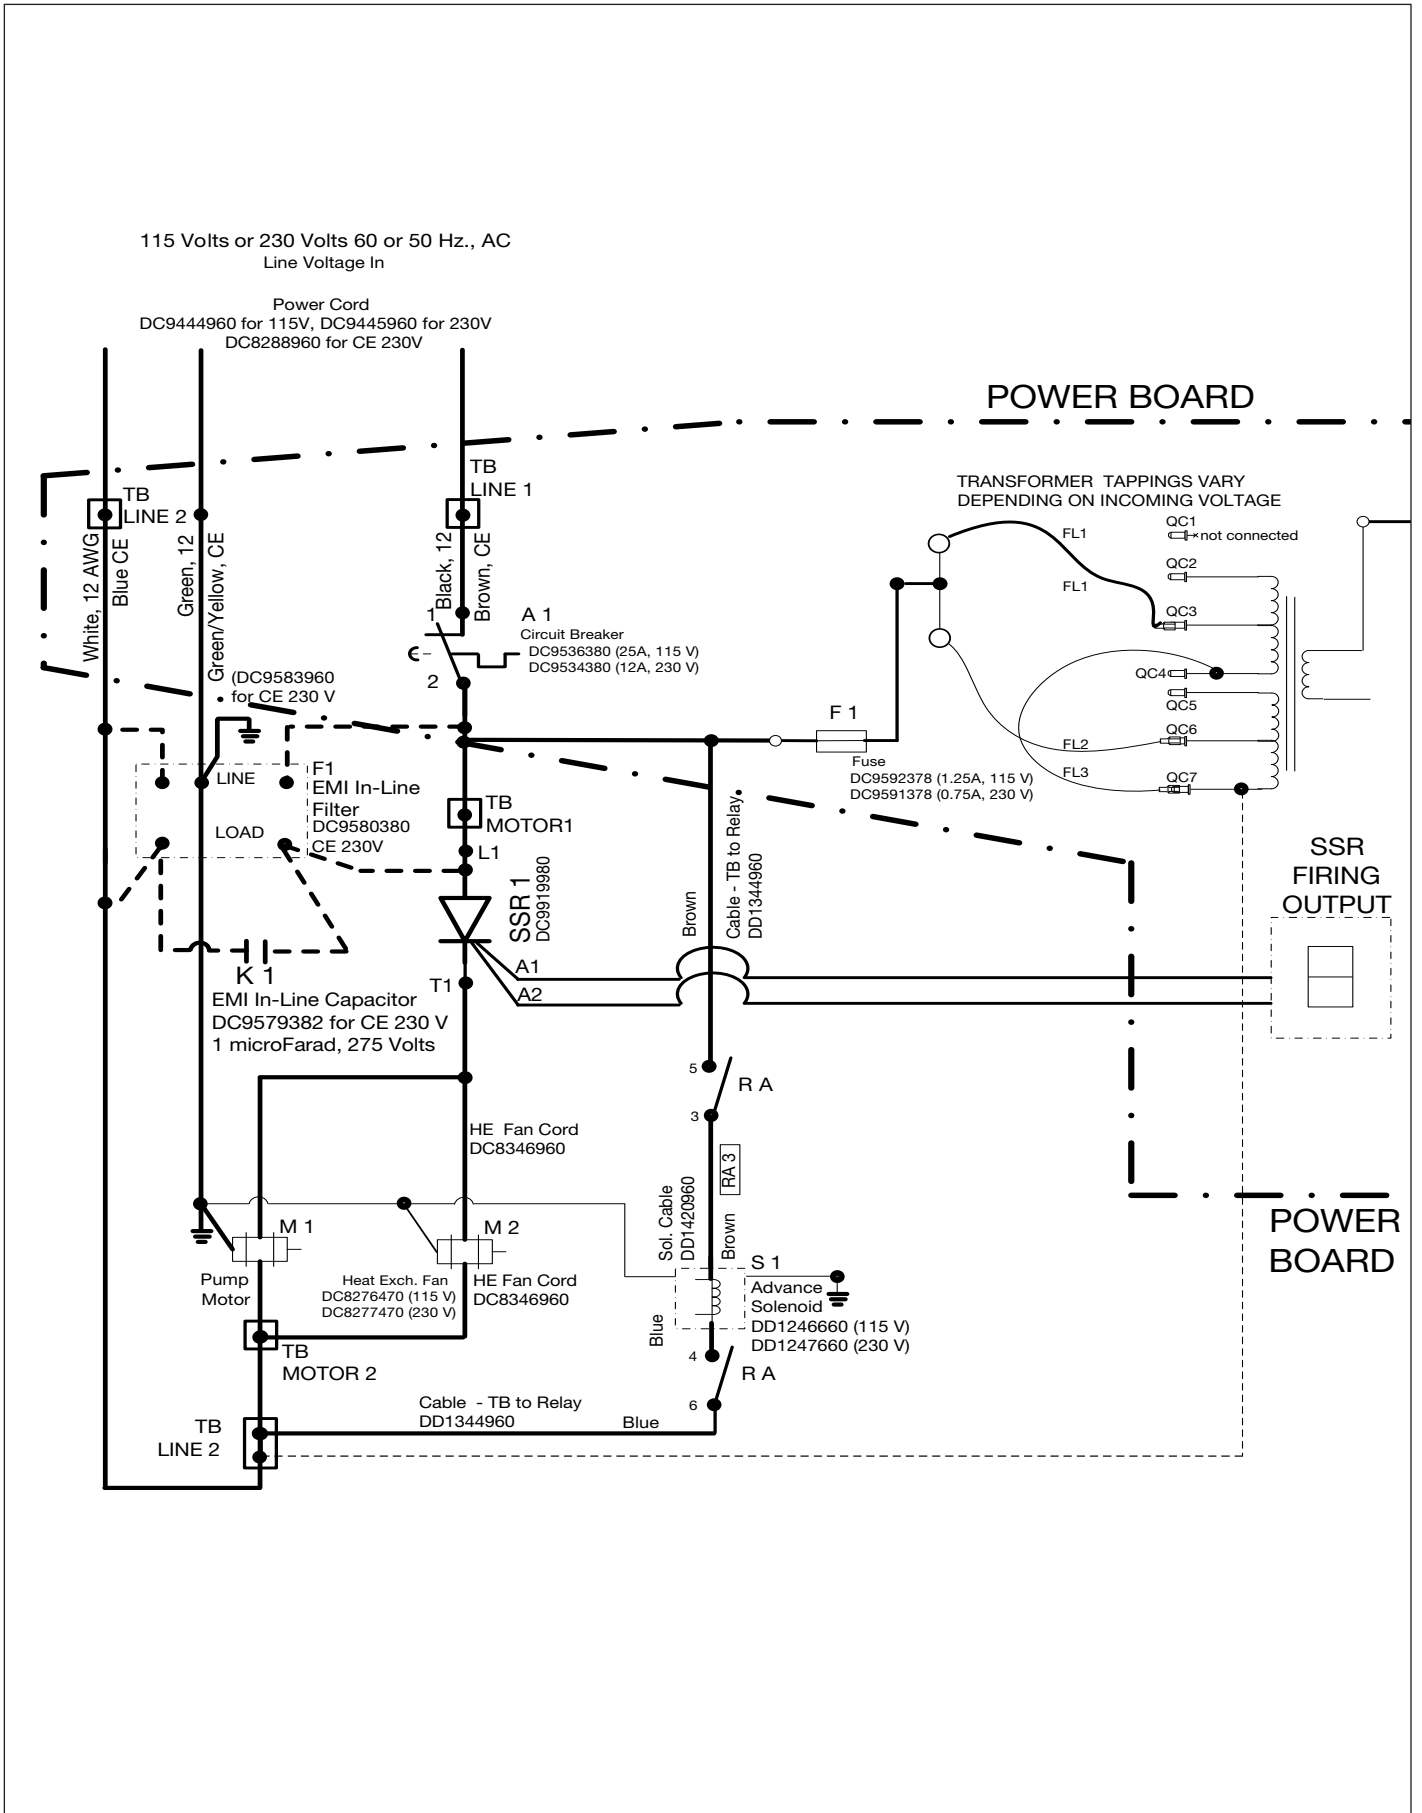 115 Volts or 230 Volts 60 or 50 Hz., AC
Line Voltage In
Power Cord
DC9444960 for 115V, DC9445960 for 230V
DC8288960 for CE 230V
POWER BOARD
TB
LINE 1
TB
LINE 2
TRANSFORMER TAPPINGS VARY
DEPENDING ON INCOMING VOLTAGE
QC1
not connected
FL1
QC2
FL1
QC3
QC4
QC5
QC6
FL2
FL3
QC7
White, 12 AWG
Blue CE
Green, 12
Green/Yellow, CE
Black, 12
Brown, CE
1
A 1
Circuit Breaker
DC9536380 (25A, 115 V)
DC9534380 (12A, 230 V)
2
(DC9583960
for CE 230 V
F 1
Fuse
DC9592378 (1.25A, 115 V)
DC9591378 (0.75A, 230 V)
LINE
LOAD
F1
EMI In-Line
Filter
DC9580380
CE 230V
TB
MOTOR1
L1
SSR 1
DC9919980
Brown
Cable - TB to Relay
DD1344960
SSR
FIRING
OUTPUT
A1
A2
T1
K 1
EMI In-Line Capacitor
DC9579382 for CE 230 V
1 microFarad, 275 Volts
5
R A
3
HE Fan Cord
DC8346960
RA 3
Sol. Cable
DD1420960
Brown
POWER
BOARD
M 1
Pump
Motor
M 2
Heat Exch. Fan
DC8276470 (115 V)
DC8277470 (230 V)
HE Fan Cord
DC8346960
S 1
Advance
Solenoid
DD1246660 (115 V)
DD1247660 (230 V)
Blue
4
R A
6
TB
MOTOR 2
Cable - TB to Relay
DD1344960
Blue
TB
LINE 2